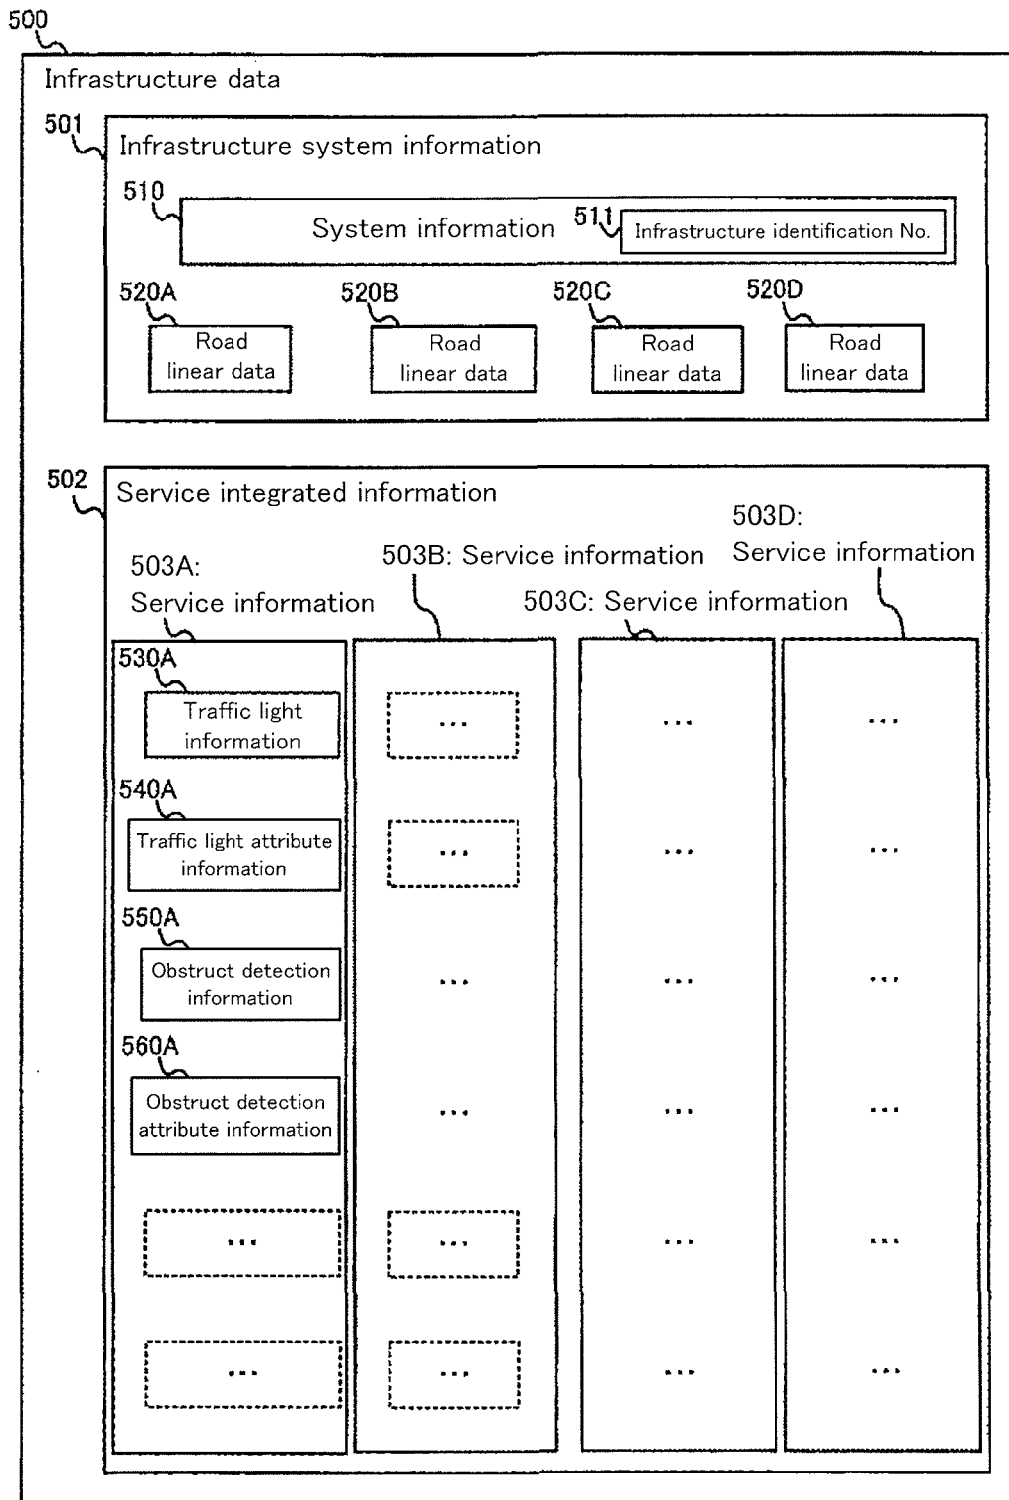 500
Infrastructure data
501
Infrastructure system information
510
System information
511
Infrastructure identification No.
520A
520B
520C
520D
Road
linear data
Road
linear data
Road
linear data
Road
linear data
502
Service integrated information
503A:
Service information
503B: Service information
503C: Service information
503D:
Service information
530A
Traffic light
information
...
...
...
540A
Traffic light attribute
information
...
...
...
550A
Obstruct detection
information
...
...
...
560A
Obstruct detection
attribute information
...
...
...
...
...
...
...
...
...
...
...